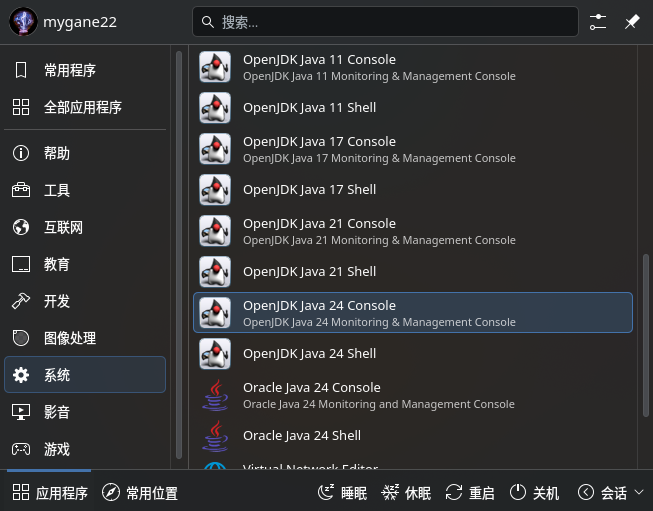 mygane22
搜索...
常用程序
全部应用程序
帮助
工具
互联网
教育
开发
图像处理
系统
影音
游戏
OpenJDK Java 11 Console
OpenJDK Java 11 Monitoring & Management Console
OpenJDK Java 11 Shell
OpenJDK Java 17 Console
OpenJDK Java 17 Monitoring & Management Console
OpenJDK Java 17 Shell
OpenJDK Java 21 Console
OpenJDK Java 21 Monitoring & Management Console
OpenJDK Java 21 Shell
OpenJDK Java 24 Console
OpenJDK Java 24 Monitoring & Management Console
OpenJDK Java 24 Shell
Oracle Java 24 Console
Oracle Java 24 Monitoring and Management Console
Oracle Java 24 Shell
Virtual Network Editor
应用程序
常用位置
睡眠
休眠
重启
关机
会话